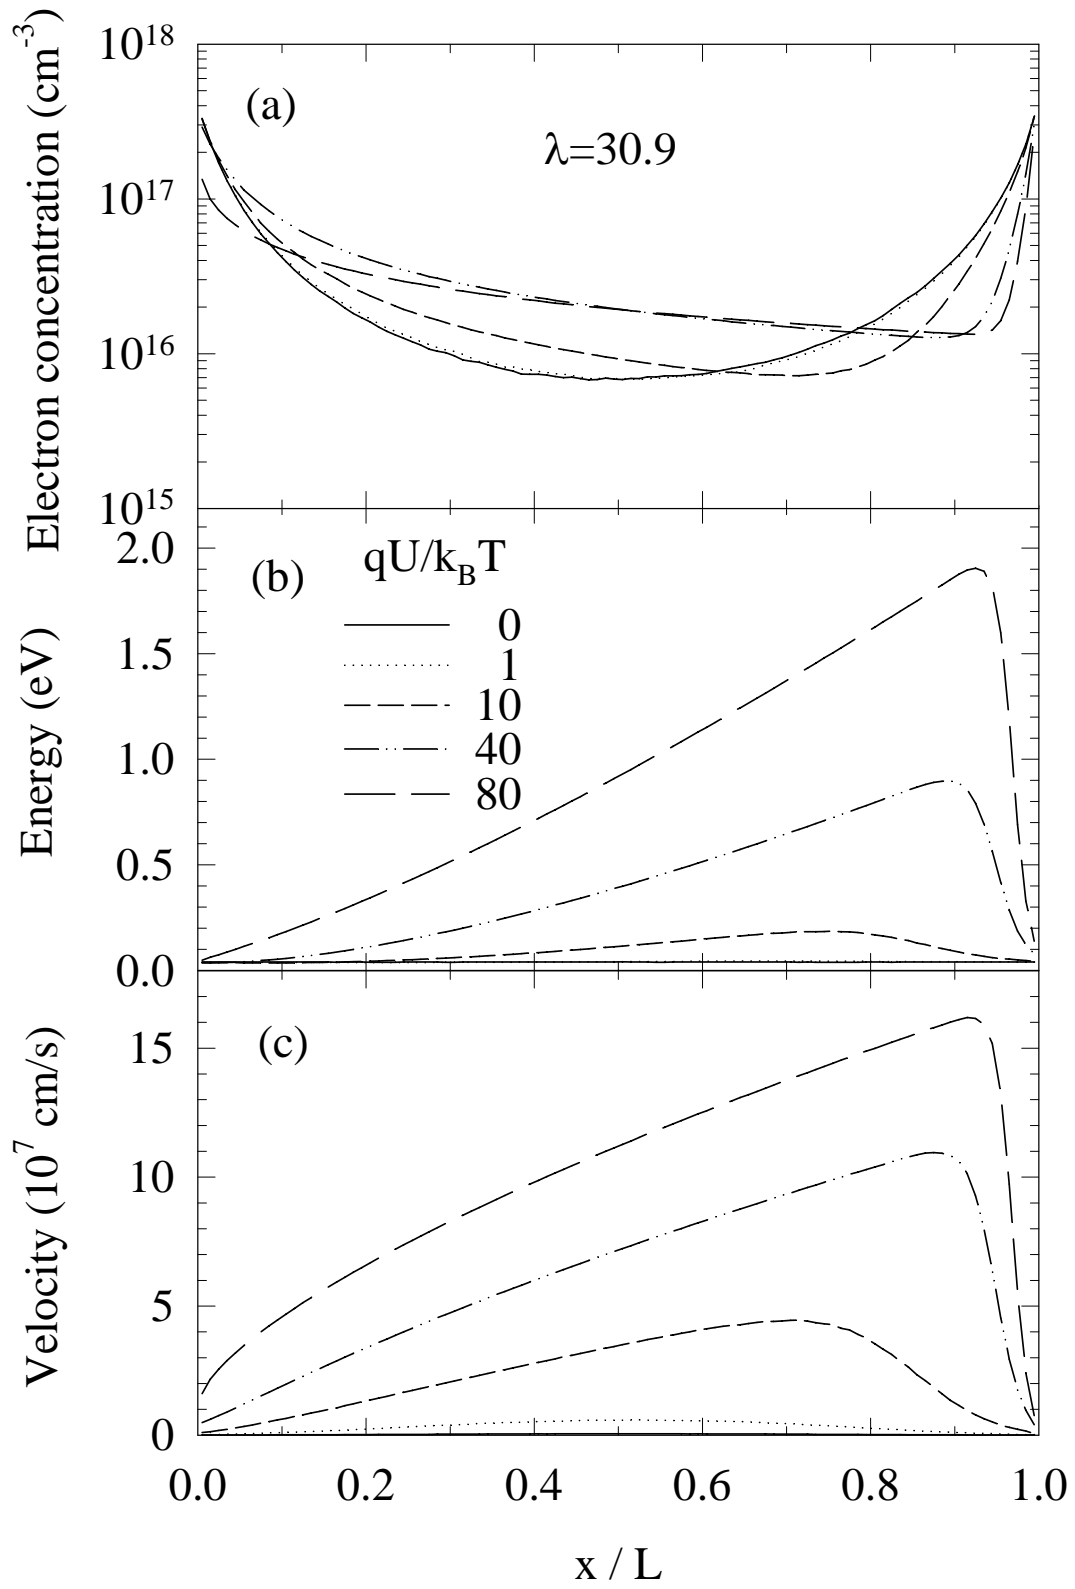 Electron concentration (cm-3)
10^18
10^17
10^16
10^15
(a)
λ=30.9
Energy (eV)
2.0
1.5
1.0
0.5
0.0
(b)
qU/k_BT
0
1
10
40
80
Velocity (10^7 cm/s)
15
10
5
0
(c)
0.0 0.2 0.4 0.6 0.8 1.0
x / L